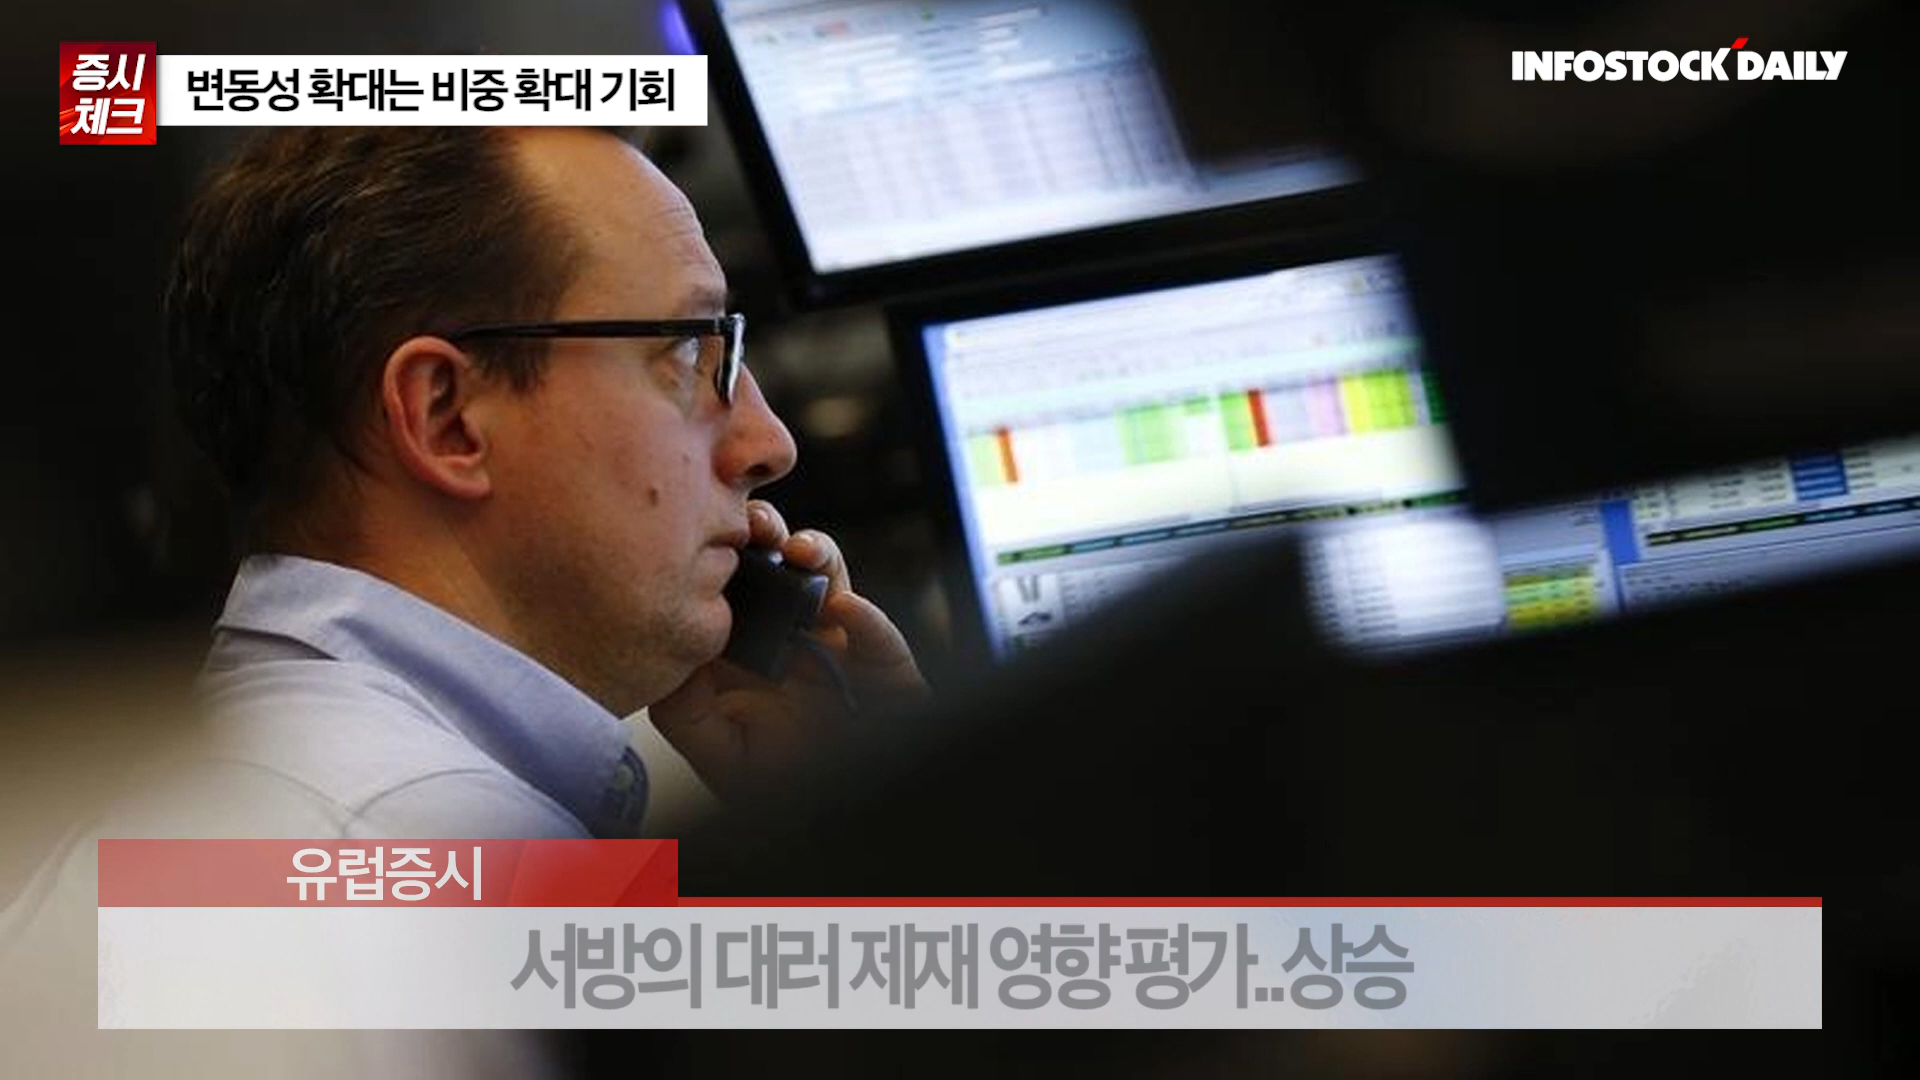 증시
체크
변동성 확대는 비중 확대 기회
INFOSTOCK DAILY
유럽증시
서방의 대러 제재 영향 평가..상승